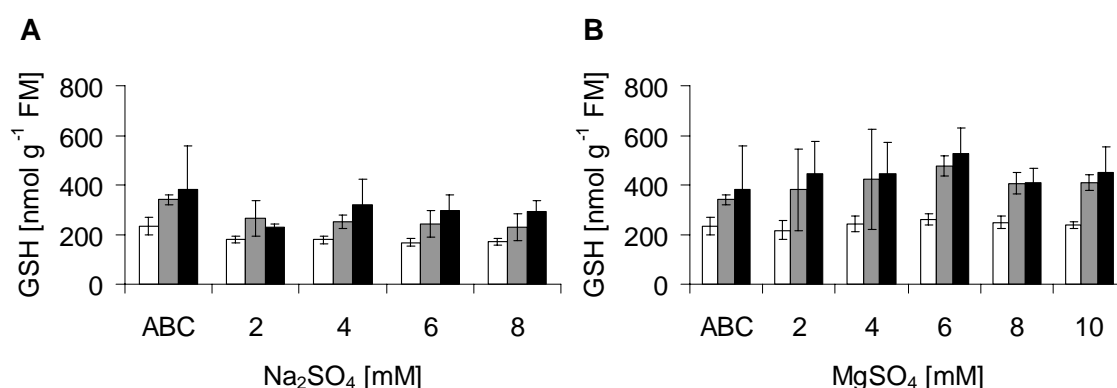 A
GSH [nmol g⁻¹ FM]
800
600
400
200
0
ABC 2 4 6 8
Na₂SO₄ [mM]
B
GSH [nmol g⁻¹ FM]
800
600
400
200
0
ABC 2 4 6 8 10
MgSO₄ [mM]